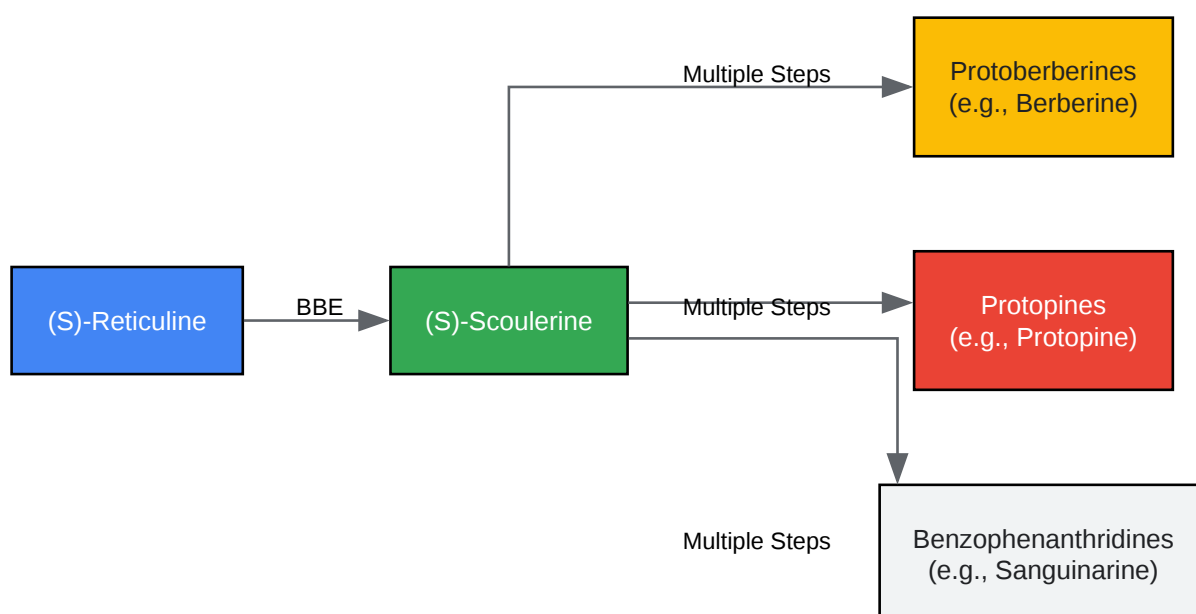 Multiple Steps
Protoberberines
(e.g., Berberine)
(S)-Reticuline
BBE
(S)-Scoulerine
Multiple Steps
Protopines
(e.g., Protopine)
Multiple Steps
Benzophenanthridines
(e.g., Sanguinarine)